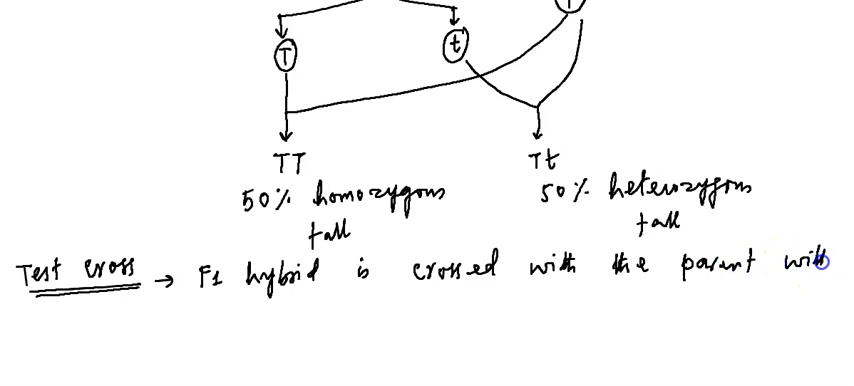 T t
TT Tt
50% homozygous 50% heterozygous
tall tall
Test cross → F1 hybrid is crossed with the parent with